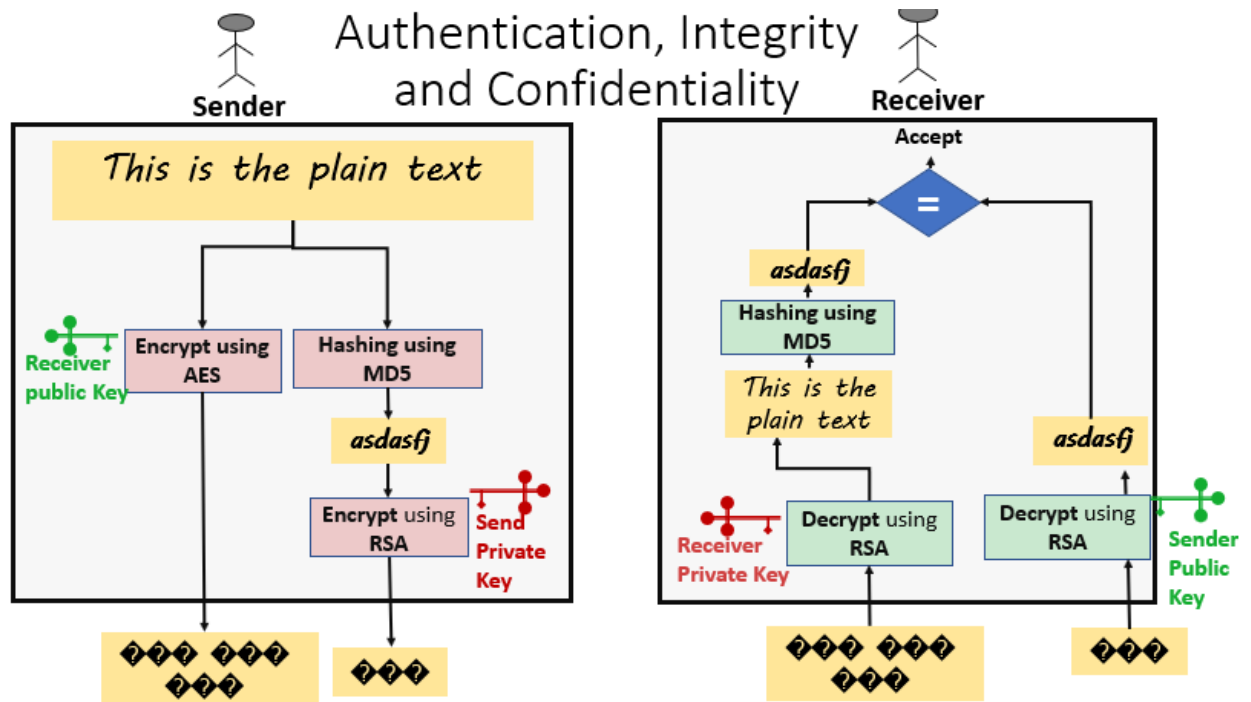 Authentication, Integrity
and Confidentiality
Sender
This is the plain text
Receiver
public Key
Encrypt using
AES
Hashing using
MD5
asdasfj
Encrypt using
RSA
Send
Private
Key
��� ���
���
���
Receiver
Accept
=
asdasfj
Hashing using
MD5
This is the
plain text
asdasfj
Receiver
Private Key
Decrypt using
RSA
Decrypt using
RSA
Sender
Public
Key
��� ���
���
���